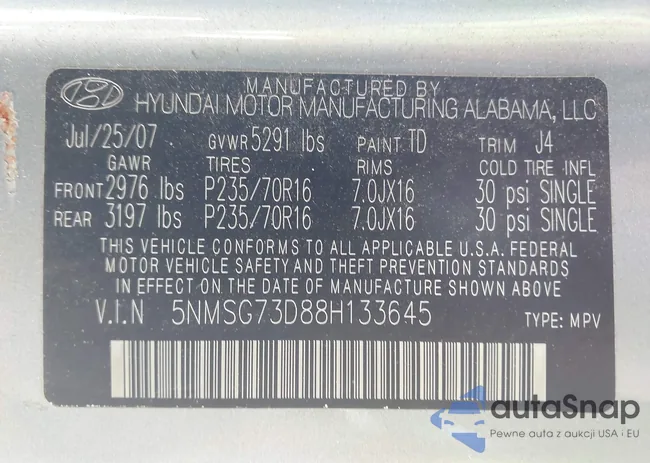 MANUFACTURED BY
HYUNDAI MOTOR MANUFACTURING ALABAMA, LLC
Jul/25/07 GVWR 5291 lbs PAINT TD TRIM J4
GAWR TIRES RIMS COLD TIRE INFL
FRONT 2976 lbs P235/70R16 7.0JX16 30 psi SINGLE
REAR 3197 lbs P235/70R16 7.0JX16 30 psi SINGLE
THIS VEHICLE CONFORMS TO ALL APPLICABLE U.S.A. FEDERAL
MOTOR VEHICLE SAFETY AND THEFT PREVENTION STANDARDS
IN EFFECT ON THE DATE OF MANUFACTURE SHOWN ABOVE.
V.I.N 5NMSG73D88H133645 TYPE: MPV
autaSnap
Pewne auta z aukcji USA i EU